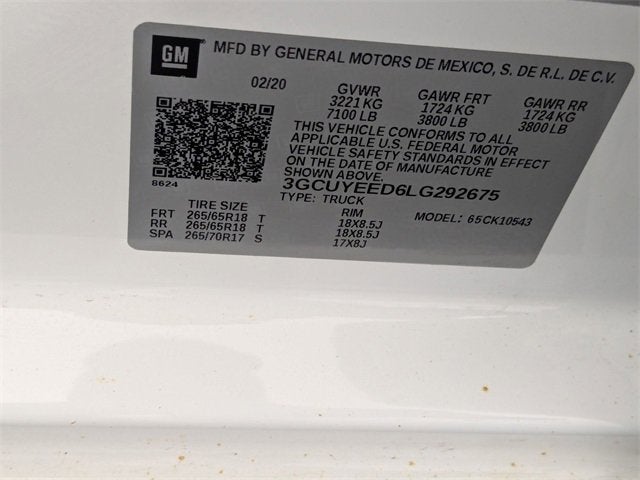 GM MFD BY GENERAL MOTORS DE MEXICO, S. DE R.L. DE C.V.
02/20 GVWR GAWR FRT GAWR RR
3221 KG 1724 KG 1724 KG
7100 LB 3800 LB 3800 LB
THIS VEHICLE CONFORMS TO ALL
APPLICABLE U.S. FEDERAL MOTOR
VEHICLE SAFETY STANDARDS IN EFFECT
ON THE DATE OF MANUFACTURE
SHOWN ABOVE.
8624
3GCUYEED6LG292675
TYPE: TRUCK MODEL: 65CK10543
TIRE SIZE RIM
FRT 265/65R18 T 18X8.5J
RR 265/65R18 T 18X8.5J
SPA 265/70R17 S 17X8J